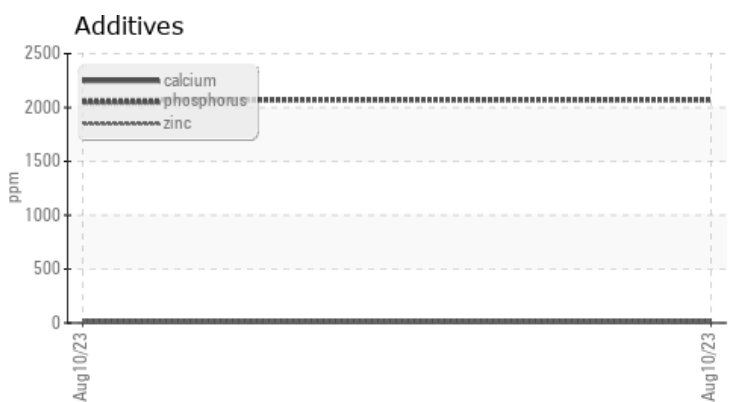 Additives
2500
2000
1500
1000
500
0
ppm
calcium
phosphorus
zinc
Aug10/23
Aug10/23